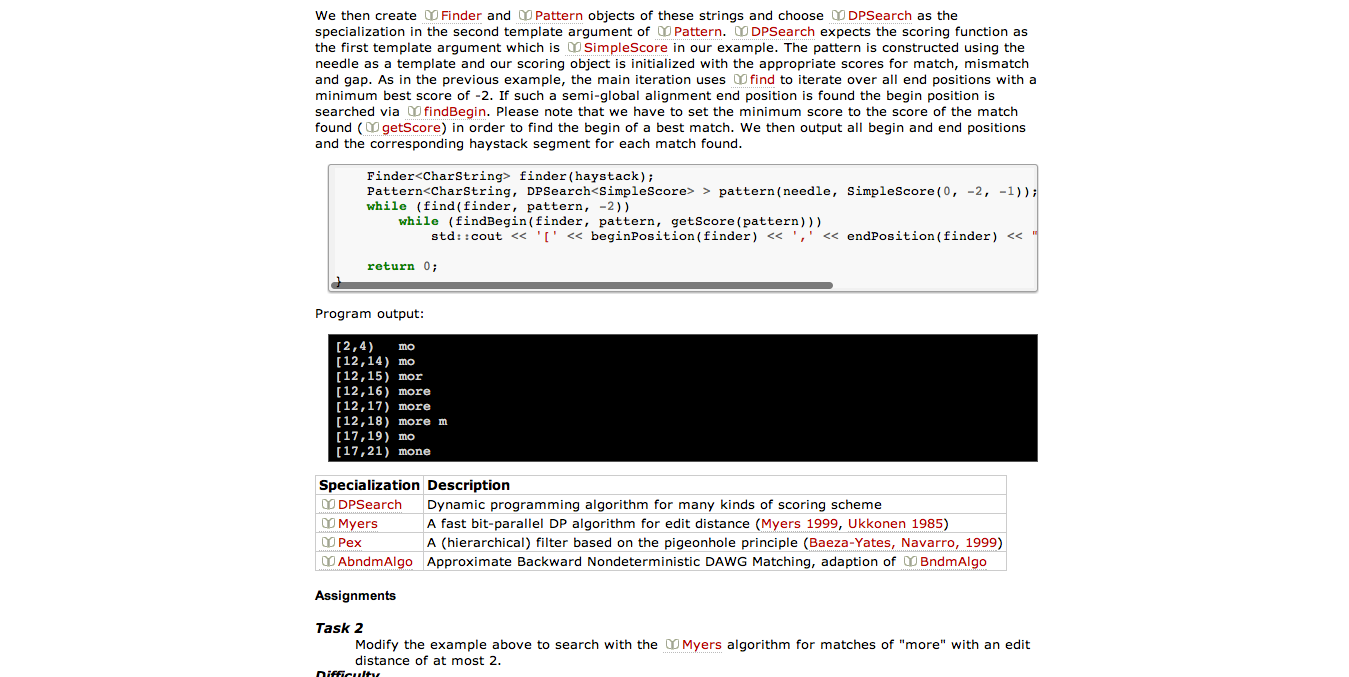 We then create Finder and Pattern objects of these strings and choose DPSearch as the
specialization in the second template argument of Pattern. DPSearch expects the scoring function as
the first template argument which is SimpleScore in our example. The pattern is constructed using the
needle as a template and our scoring object is initialized with the appropriate scores for match, mismatch
and gap. As in the previous example, the main iteration uses find to iterate over all end positions with a
minimum best score of -2. If such a semi-global alignment end position is found the begin position is
searched via findBegin. Please note that we have to set the minimum score to the score of the match
found ( getScore) in order to find the begin of a best match. We then output all begin and end positions
and the corresponding haystack segment for each match found.
Finder<CharString> finder(haystack);
Pattern<CharString, DPSearch<SimpleScore> > pattern(needle, SimpleScore(0, -2, -1));
while (find(finder, pattern, -2))
while (findBegin(finder, pattern, getScore(pattern)))
std::cout << '[' << beginPosition(finder) << ',' << endPosition(finder) << "
return 0;
}
Program output:
[2,4) mo
[12,14) mo
[12,15) mor
[12,16) more
[12,17) more
[12,18) more m
[17,19) mo
[17,21) mone
Specialization Description
DPSearch Dynamic programming algorithm for many kinds of scoring scheme
Myers A fast bit-parallel DP algorithm for edit distance (Myers 1999, Ukkonen 1985)
Pex A (hierarchical) filter based on the pigeonhole principle (Baeza-Yates, Navarro, 1999)
AbndmAlgo Approximate Backward Nondeterministic DAWG Matching, adaption of BndmAlgo
Assignments
Task 2
Modify the example above to search with the Myers algorithm for matches of "more" with an edit
distance of at most 2.
Difficulty